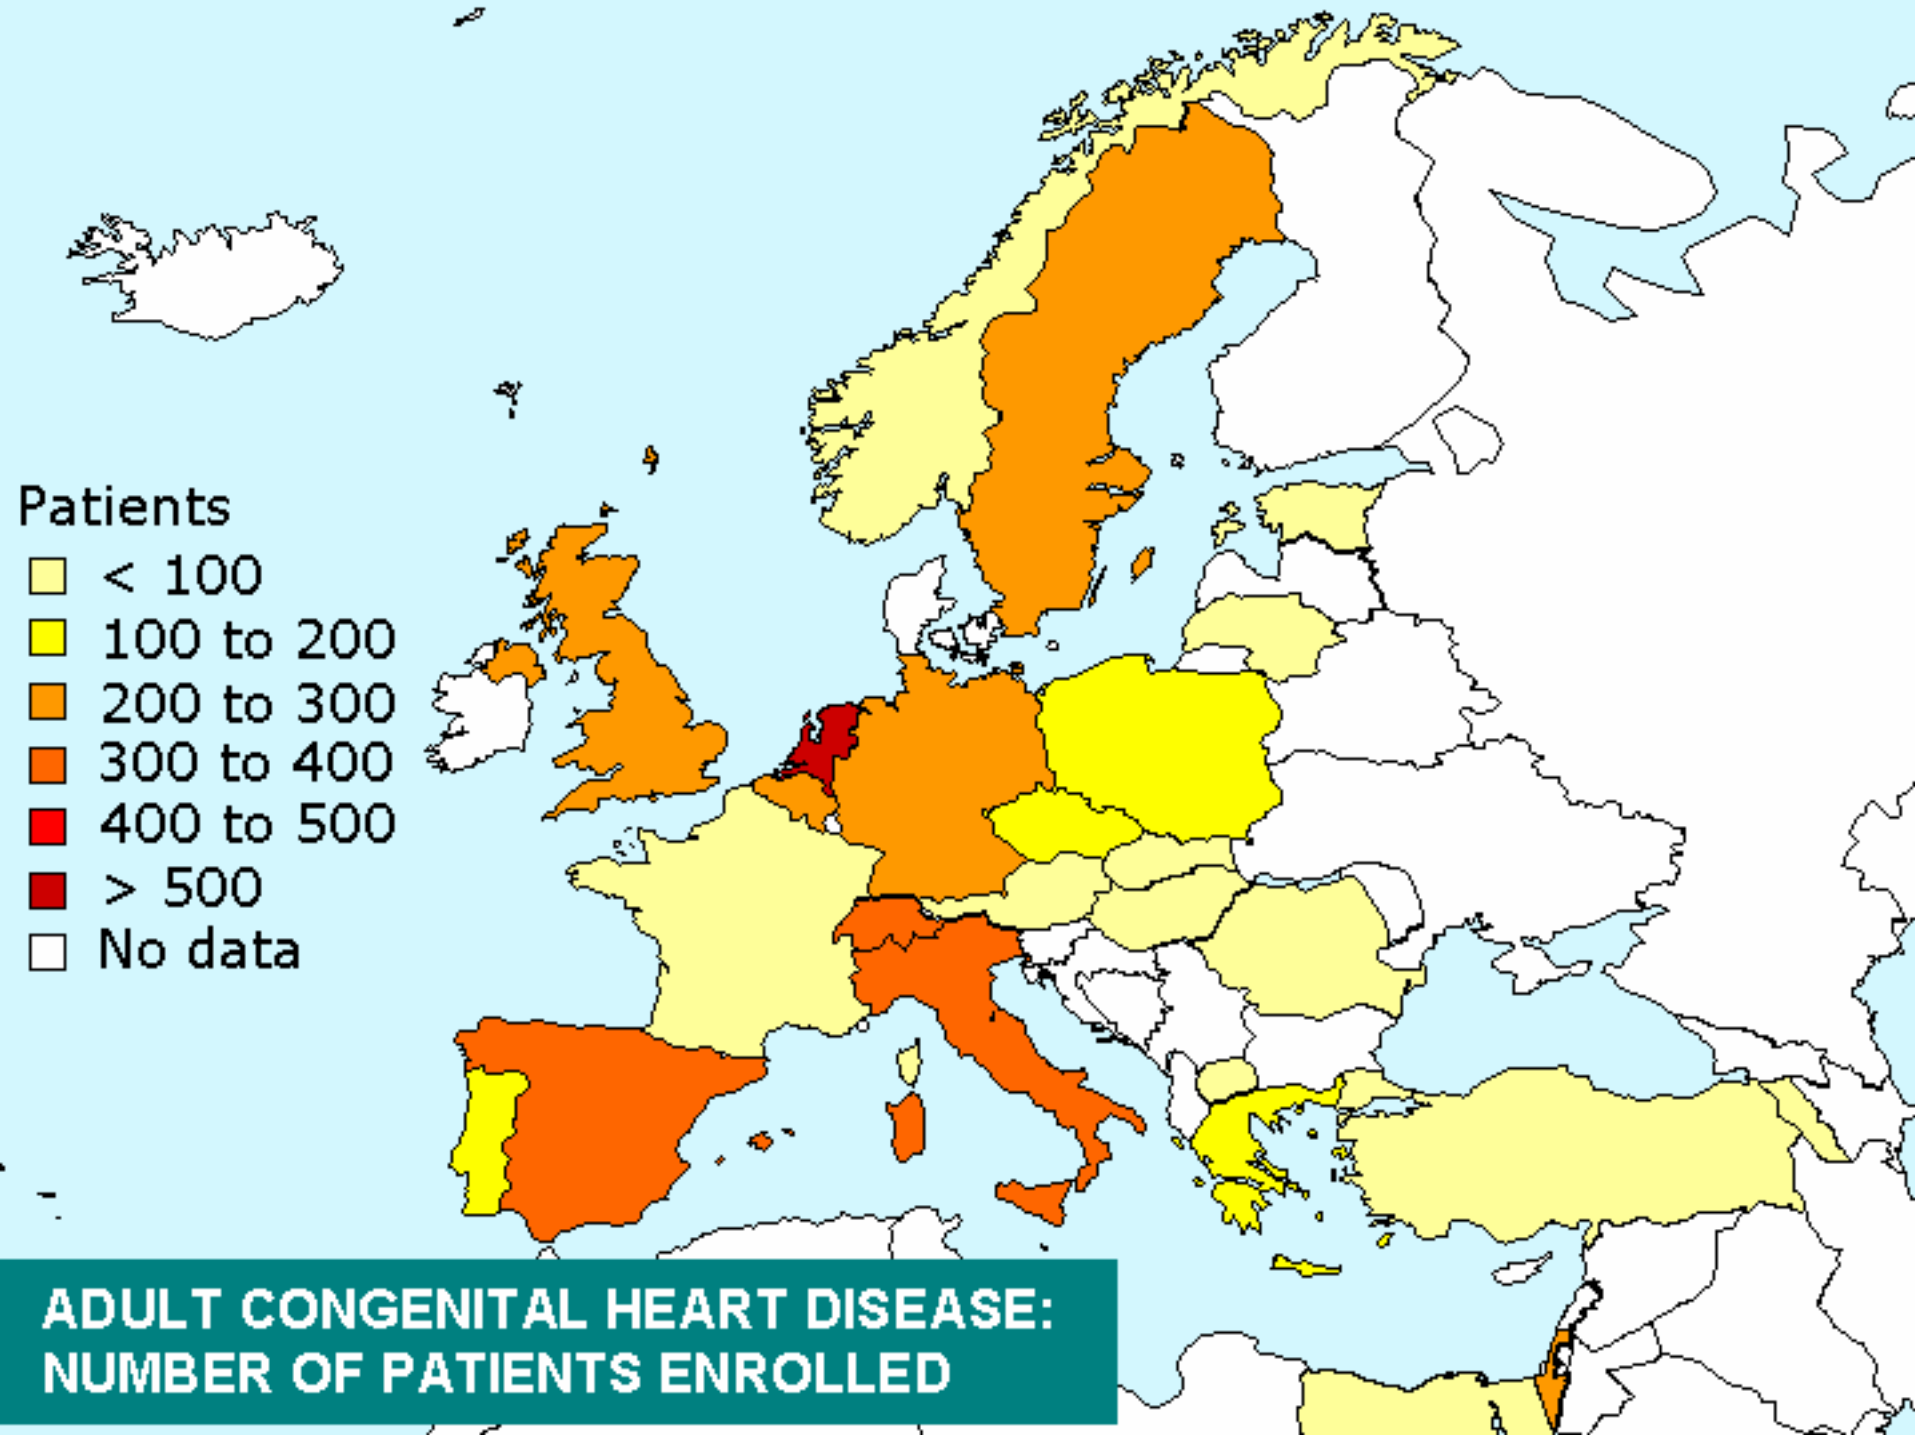 Patients
< 100
100 to 200
200 to 300
300 to 400
400 to 500
> 500
No data
ADULT CONGENITAL HEART DISEASE:
NUMBER OF PATIENTS ENROLLED